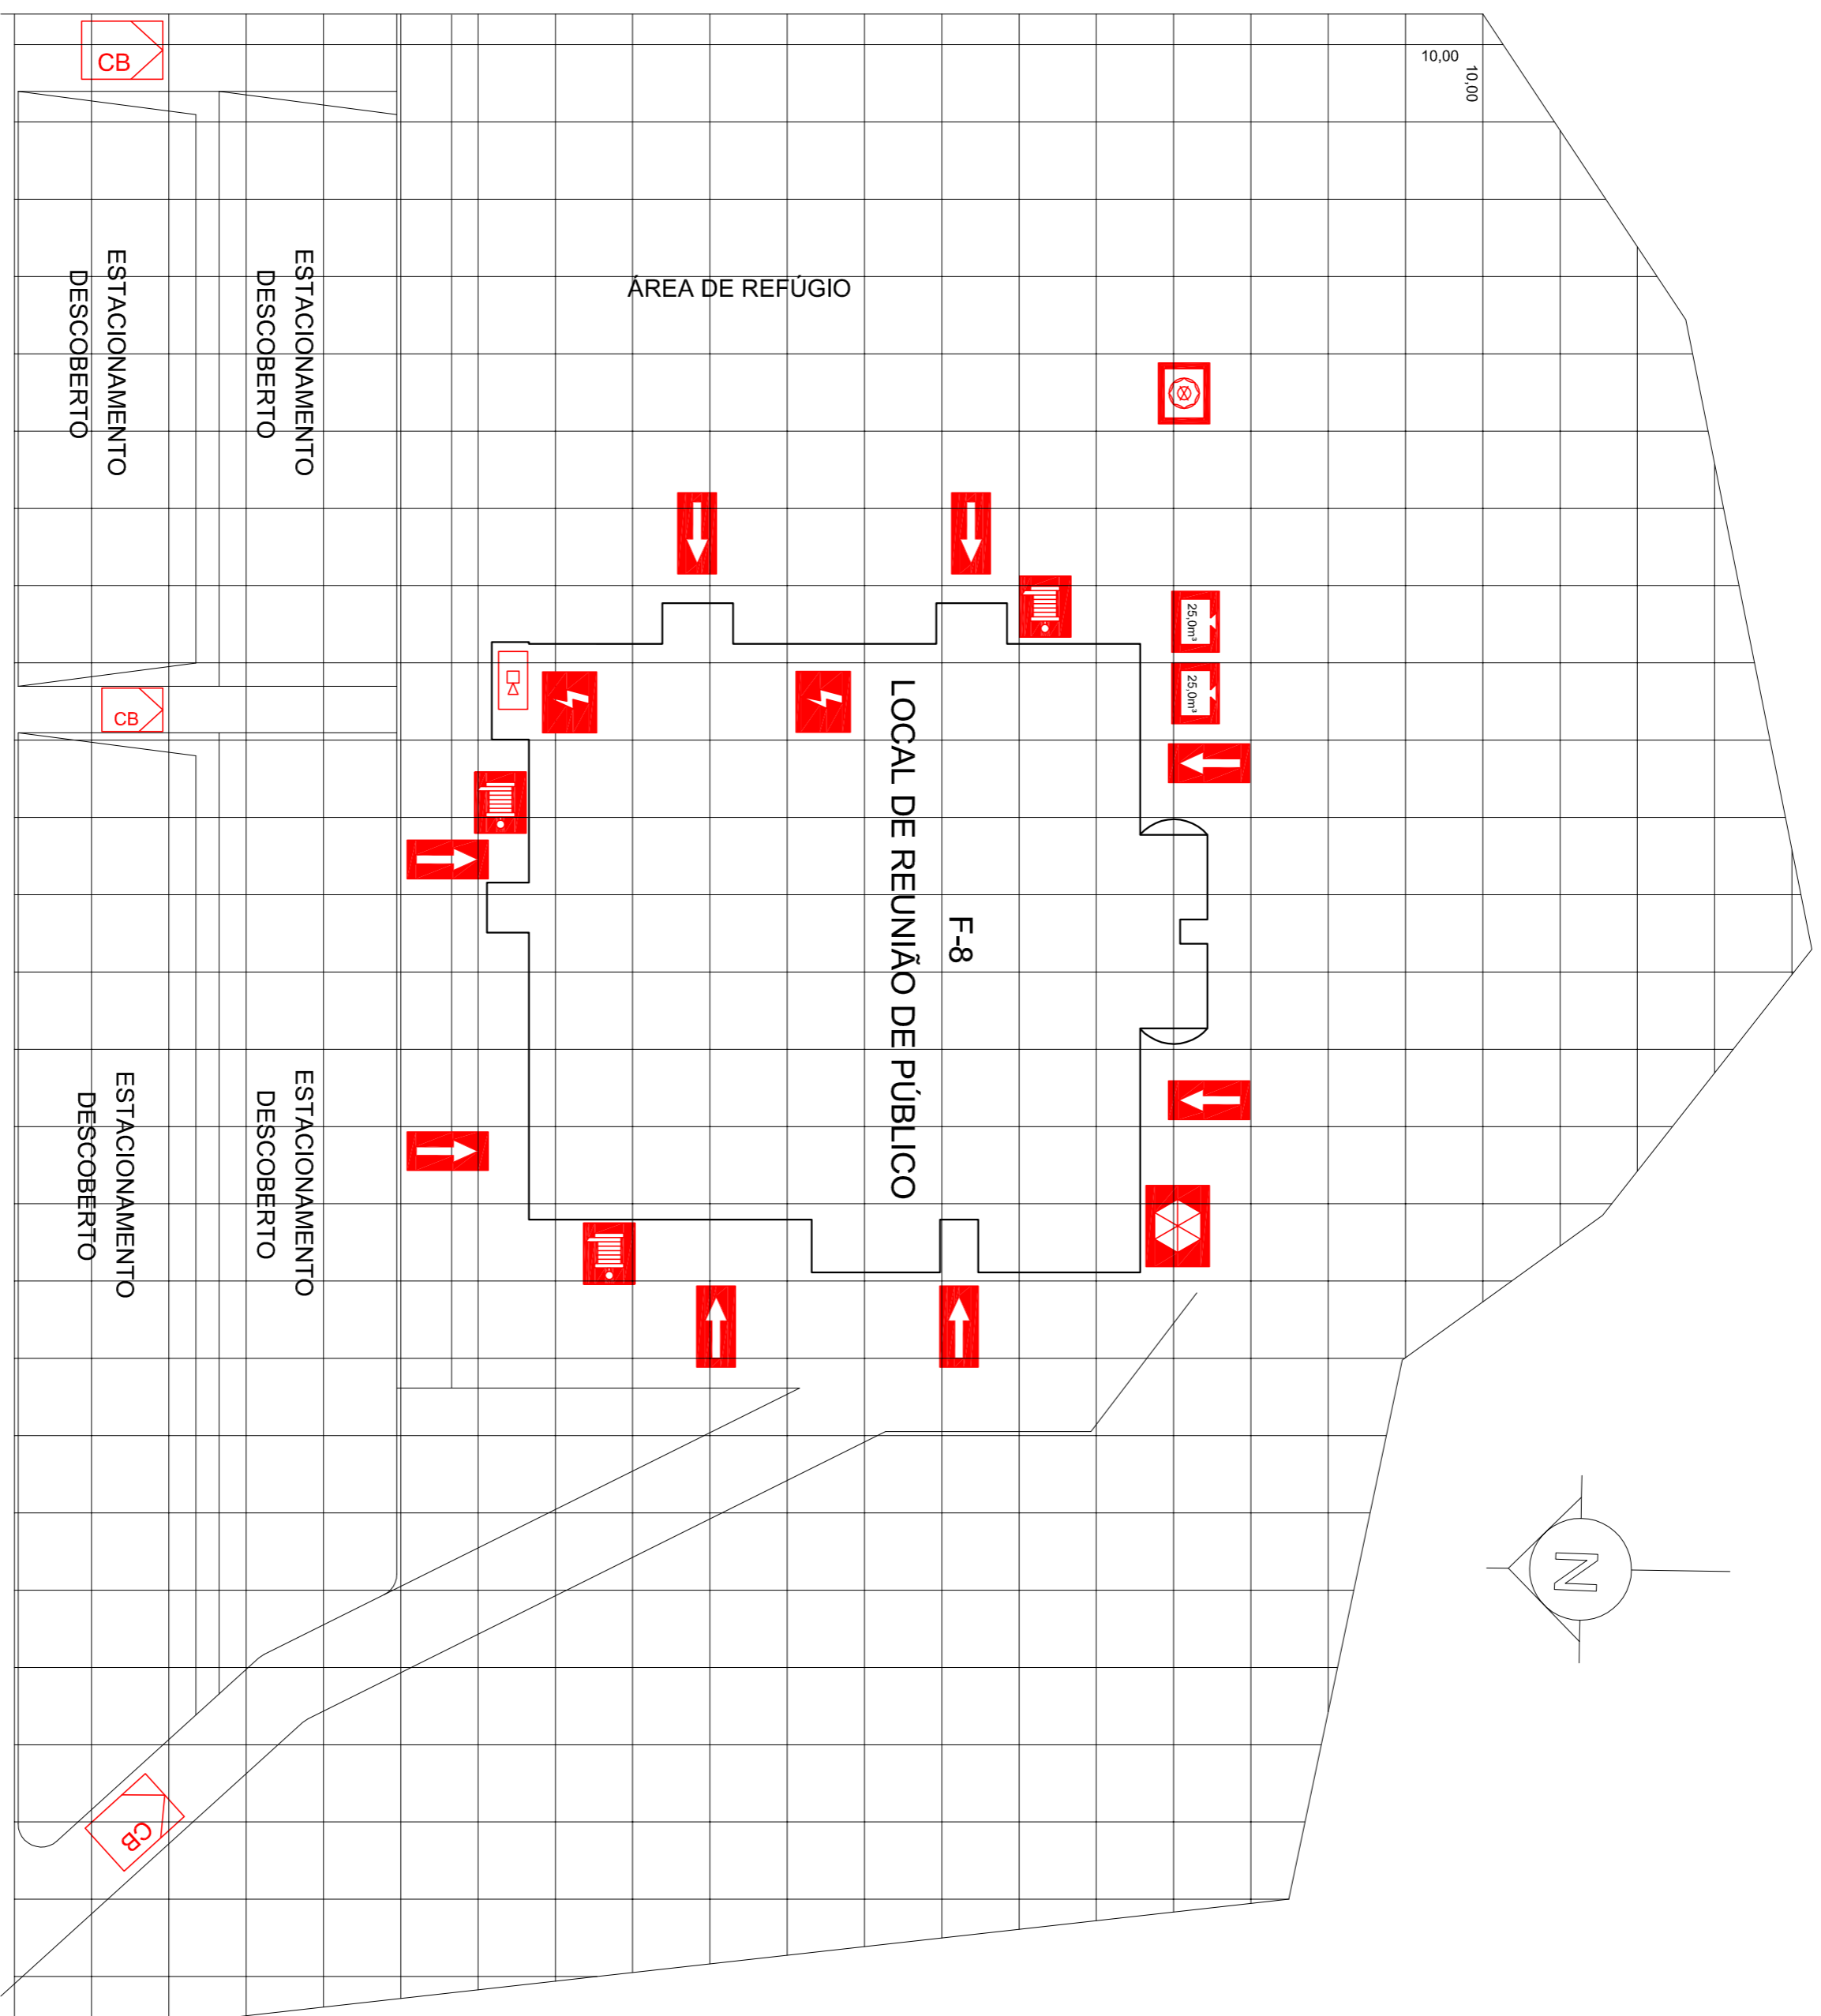 CB
10,00
10,00
ESTACIONAMENTO
DESCOBERTO
ESTACIONAMENTO
DESCOBERTO
ÁREA DE REFÚGIO
25,0m³
25,0m³
CB
F-8
LOCAL DE REUNIÃO DE PÚBLICO
ESTACIONAMENTO
DESCOBERTO
ESTACIONAMENTO
DESCOBERTO
N
CB